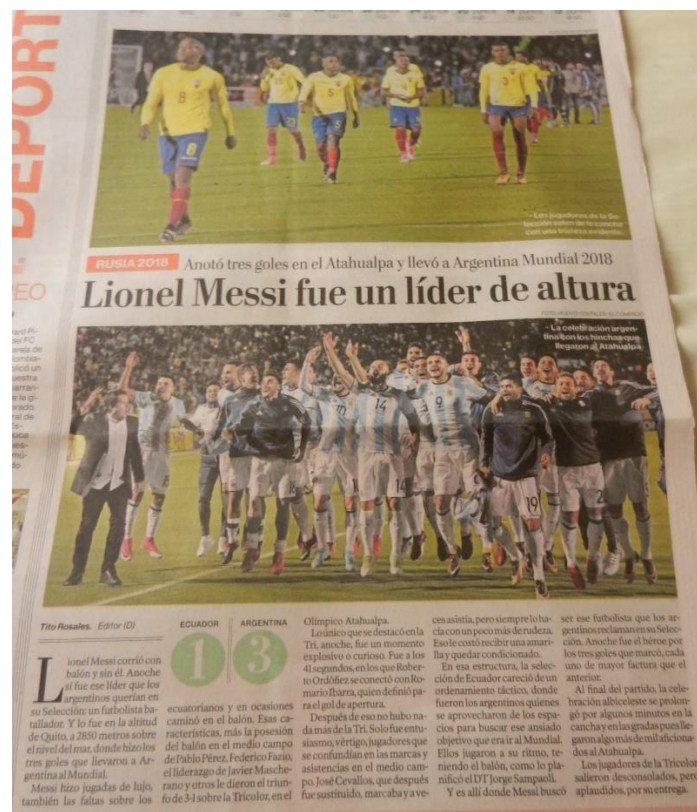 DEPORT
- Los jugadores de la Se-
lección salen de la cancha
con una tristeza evidente.
RUSIA 2018 Anotó tres goles en el Atahualpa y llevó a Argentina Mundial 2018
Lionel Messi fue un líder de altura
- La celebración argen-
tina con los hinchas que
llegaron al Atahualpa.
Tito Rosales. Editor (D)
Lionel Messi corrió con
balón y sin él. Anoche
sí fue ese líder que los
argentinos querían en
su Selección: un futbolista ba-
tallador. Y lo fue en la altitud
de Quito, a 2850 metros sobre
el nivel del mar, donde hizo los
tres goles que llevaron a Ar-
gentina al Mundial.
Messi hizo jugadas de lujo,
también las faltas sobre los
ECUADOR
1
ARGENTINA
3
ecuatorianos y en ocasiones
caminó en el balón. Esas ca-
racterísticas, más la posesión
del balón en el medio campo
de Pablo Pérez, Federico Fazio,
el liderazgo de Javier Masche-
rano y otros le dieron el triun-
fo de 3-1 sobre la Tricolor, en el
Olímpico Atahualpa.
Lo único que se destacó en la
Tri, anoche, fue un momento
explosivo o curioso. Fue a los
41 segundos, en los que Rober-
to Ordóñez se conectó con Ro-
mario Ibarra, quien definió pa-
ra el gol de apertura.
Después de eso no hubo na-
da más de la Tri. Solo fue entu-
siasmo, vértigo, jugadores que
se confundían en las marcas y
asistencias en el medio cam-
po. José Cevallos, que después
fue sustituido, marcaba y a ve-
ces asistía, pero siempre lo ha-
cía con un poco más de rudeza.
Eso le costó recibir una amari-
lla y quedar condicionado.
En esa estructura, la selec-
ción de Ecuador careció de un
ordenamiento táctico, donde
fueron los argentinos quienes
se aprovecharon de los espa-
cios para buscar ese ansiado
objetivo que era ir al Mundial.
Ellos jugaron a su ritmo, te-
niendo el balón, como lo pla-
nificó el DT Jorge Sampaoli.
Y es allí donde Messi buscó
ser ese futbolista que los ar-
gentinos reclaman en su Selec-
ción. Anoche fue el héroe por
los tres goles que marcó, cada
uno de mayor factura que el
anterior.
Al final del partido, la cele-
bración albiceleste se prolon-
gó por algunos minutos en la
cancha y en las gradas pues lle-
garon algo más de mil aficiona-
dos al Atahualpa.
Los jugadores de la Tricolor
salieron desconsolados, pero
aplaudidos, por su entrega.